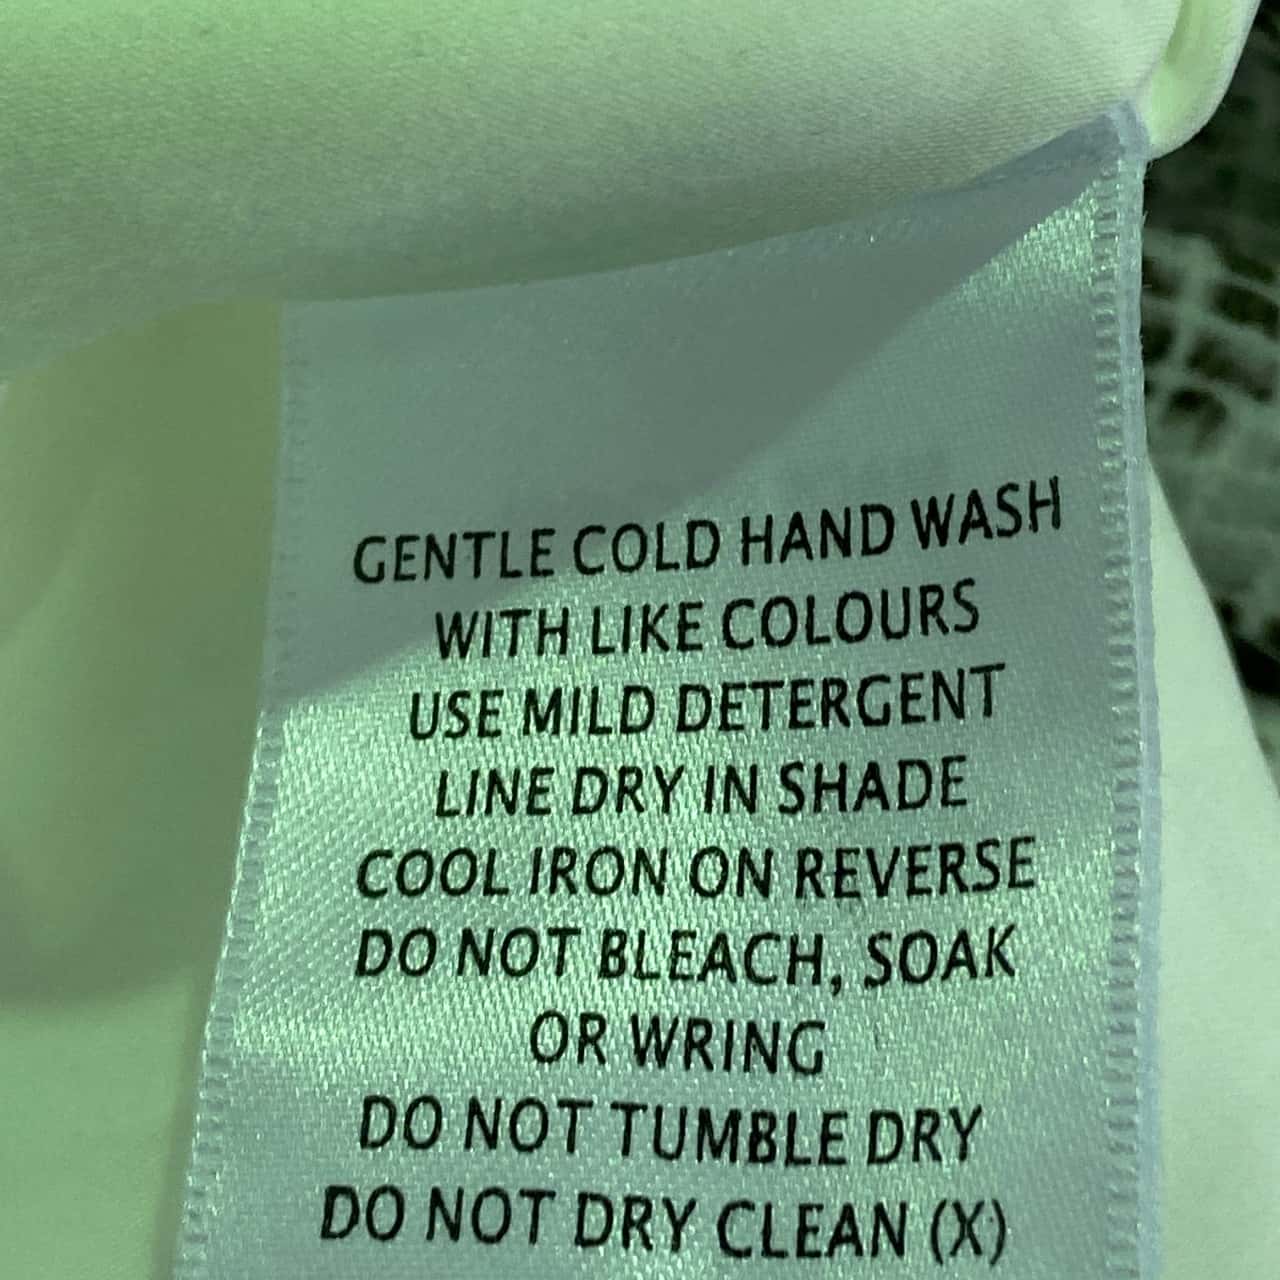 GENTLE COLD HAND WASH
WITH LIKE COLOURS
USE MILD DETERGENT
LINE DRY IN SHADE
COOL IRON ON REVERSE
DO NOT BLEACH, SOAK
OR WRING
DO NOT TUMBLE DRY
DO NOT DRY CLEAN (X)